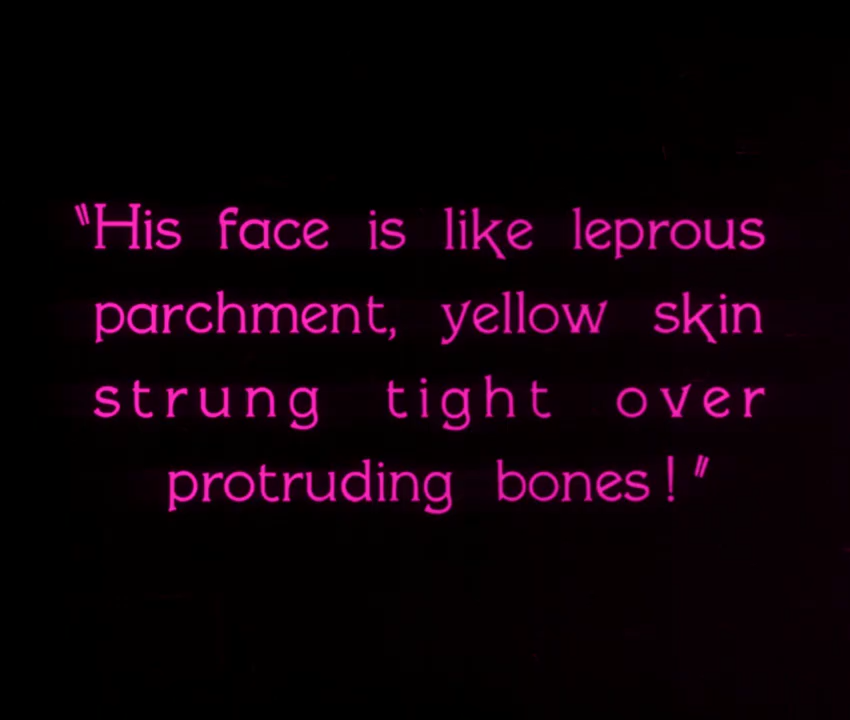 "His face is like leprous
parchment, yellow skin
strung tight over
protruding bones!"